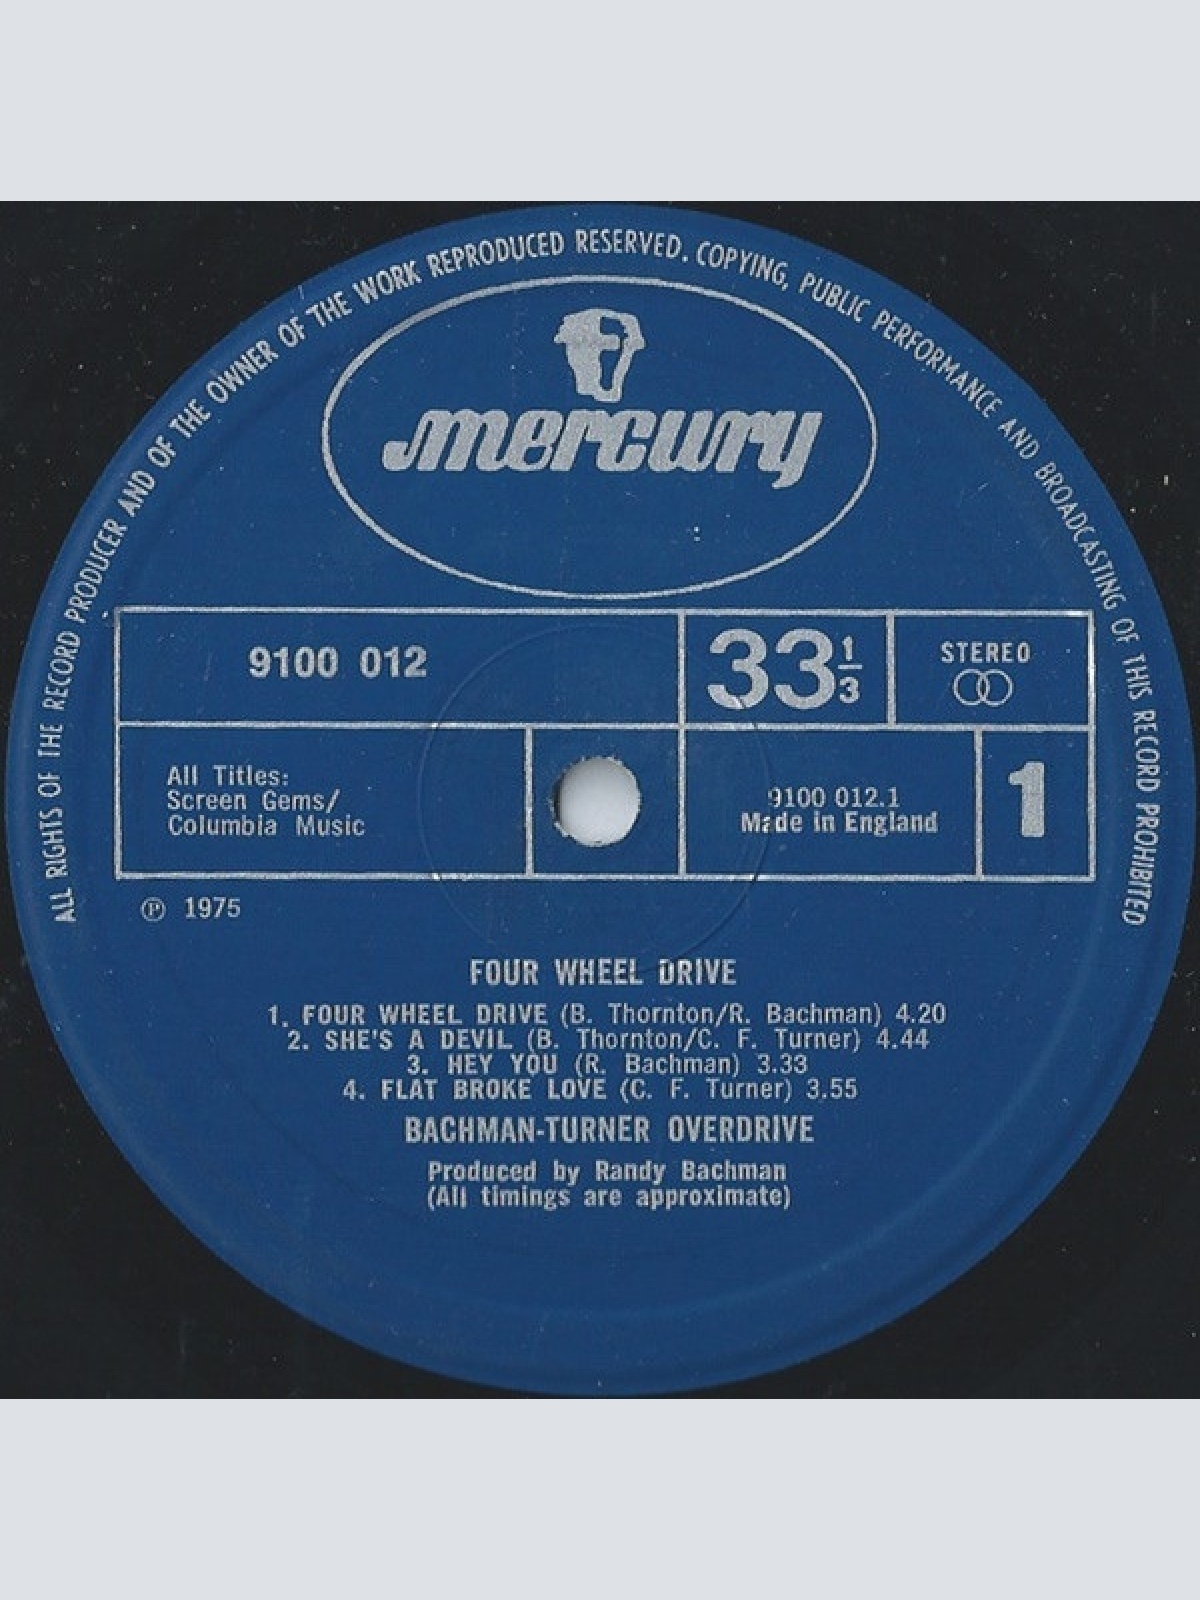 ALL RIGHTS OF THE RECORD PRODUCER AND OF THE OWNER OF THE WORK REPRODUCED RESERVED. COPYING, PUBLIC PERFORMANCE AND BROADCASTING OF THIS RECORD PROHIBITED
mercury
9100 012
33 1/3
STEREO
All Titles:
Screen Gems/
Columbia Music
9100 012.1
Made in England
1
℗ 1975
FOUR WHEEL DRIVE
1. FOUR WHEEL DRIVE (B. Thornton/R. Bachman) 4.20
2. SHE'S A DEVIL (B. Thornton/C. F. Turner) 4.44
3. HEY YOU (R. Bachman) 3.33
4. FLAT BROKE LOVE (C. F. Turner) 3.55
BACHMAN-TURNER OVERDRIVE
Produced by Randy Bachman
(All timings are approximate)